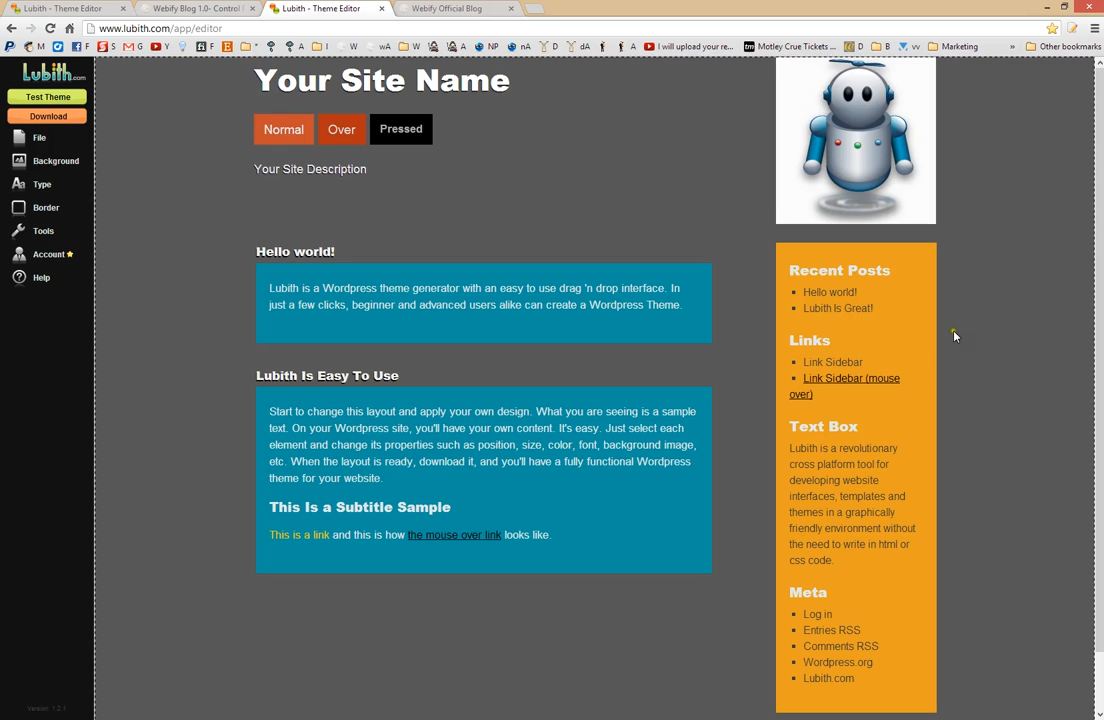 Lubith - Theme Editor
Webify Blog 1.0- Control
Lubith - Theme Editor
Webify Official Blog
www.lubith.com/app/editor
M
F
S
G
Y
F
E
*
A
I
W
wA
W
A
NP
nA
D
dA
A
I will upload your re...
Motley Crue Tickets ...
D
B
vv
Marketing
»
Other bookmarks
Lubith.com
Test Theme
Download
File
Background
Type
Border
Tools
Account
Help
Version: 1.2.1
Your Site Name
Normal
Over
Pressed
Your Site Description
Hello world!
Lubith is a Wordpress theme generator with an easy to use drag 'n drop interface. In
just a few clicks, beginner and advanced users alike can create a Wordpress Theme.
Lubith Is Easy To Use
Start to change this layout and apply your own design. What you are seeing is a sample
text. On your Wordpress site, you'll have your own content. It's easy. Just select each
element and change its properties such as position, size, color, font, background image,
etc. When the layout is ready, download it, and you'll have a fully functional Wordpress
theme for your website.
This Is a Subtitle Sample
This is a link and this is how the mouse over link looks like.
Recent Posts
Hello world!
Lubith Is Great!
Links
Link Sidebar
Link Sidebar (mouse
over)
Text Box
Lubith is a revolutionary
cross platform tool for
developing website
interfaces, templates and
themes in a graphically
friendly environment without
the need to write in html or
css code.
Meta
Log in
Entries RSS
Comments RSS
Wordpress.org
Lubith.com